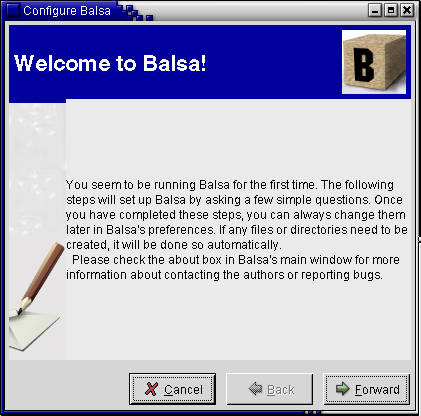 Configure Balsa
Welcome to Balsa!
B
You seem to be running Balsa for the first time. The following
steps will set up Balsa by asking a few simple questions. Once
you have completed these steps, you can always change them
later in Balsa's preferences. If any files or directories need to be
created, it will be done so automatically.
Please check the about box in Balsa's main window for more
information about contacting the authors or reporting bugs.
Cancel
Back
Forward